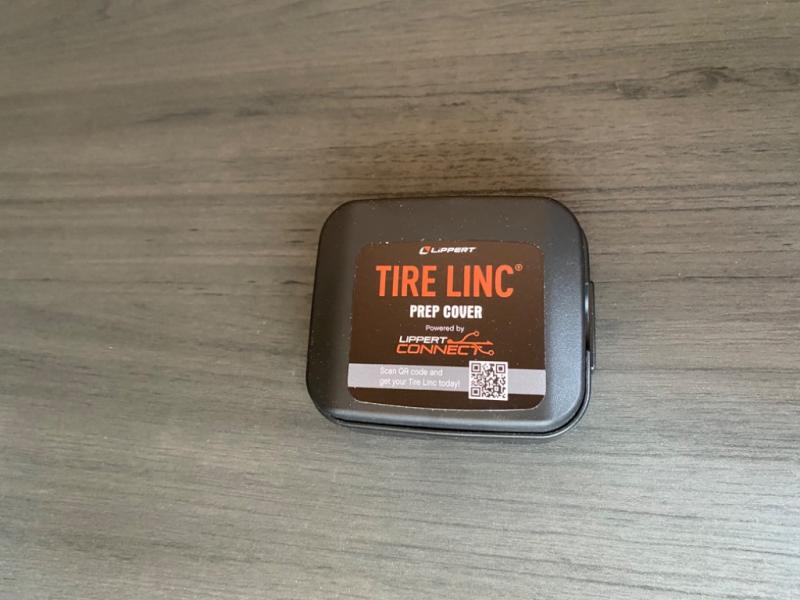 LIPPERT
TIRE LINC®
PREP COVER
Powered by
LIPPERT
CONNECT
Scan QR code and
get your Tire Linc today!